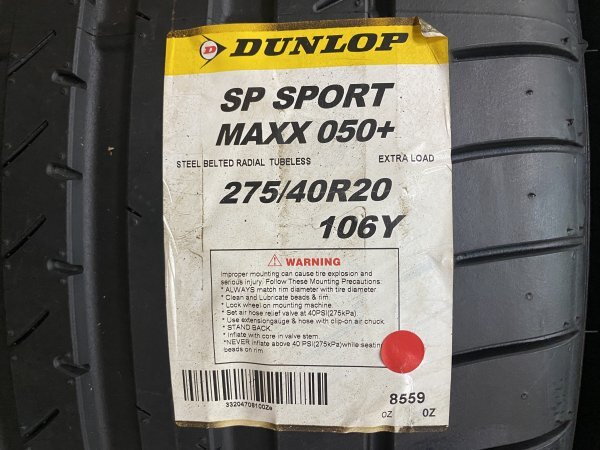 D DUNLOP
SP SPORT
MAXX 050+
STEEL BELTED RADIAL TUBELESS EXTRA LOAD
275/40R20
106Y
WARNING
Improper mounting can cause tire explosion and
serious injury. Follow These Mounting Precautions:
* ALWAYS match rim diameter with tire diameter.
* Clean and Lubricate beads & rim.
* Lock wheel on mounting machine.
* Set air hose relief valve at 40PSI(275kPa).
* Use extensiongauge & hose with clip-on air chuck.
* STAND BACK.
* Inflate with core in valve stem.
*NEVER inflate above 40 PSI(275kPa)while seating
beads on rim
8559
0Z 0Z